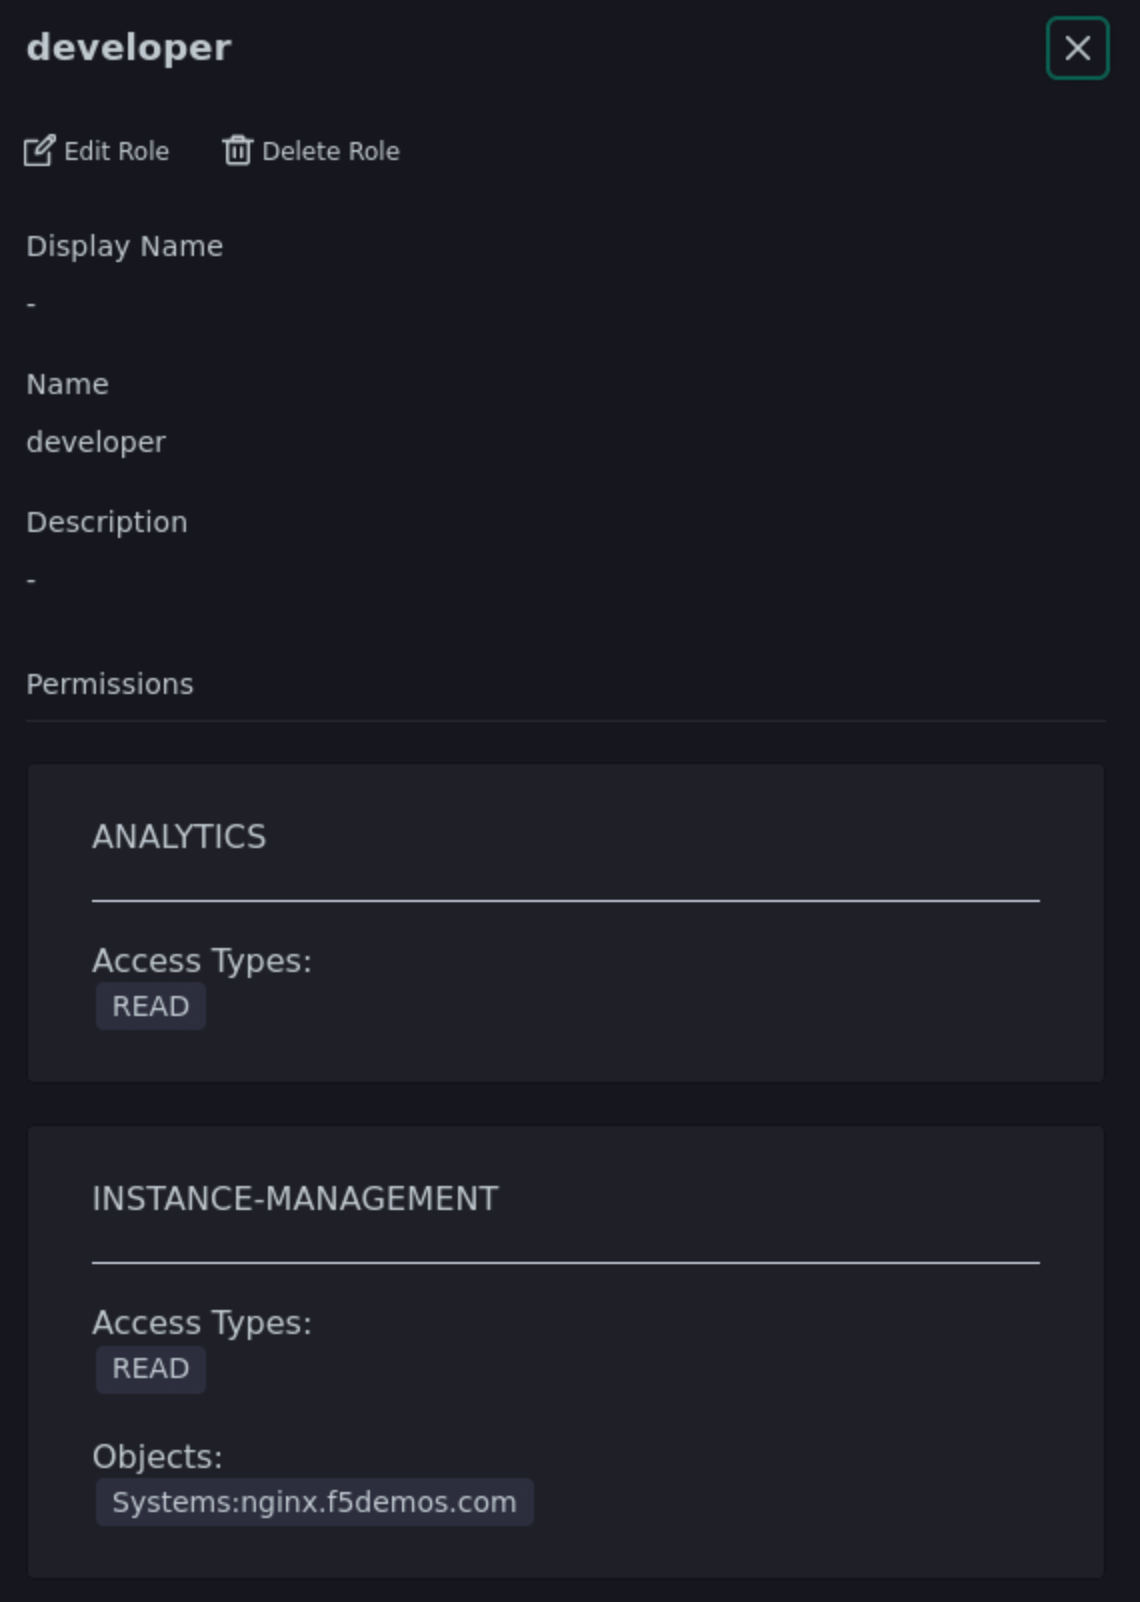 developer
Edit Role Delete Role
Display Name
-
Name
developer
Description
-
Permissions
ANALYTICS
Access Types:
READ
INSTANCE-MANAGEMENT
Access Types:
READ
Objects:
Systems:nginx.f5demos.com